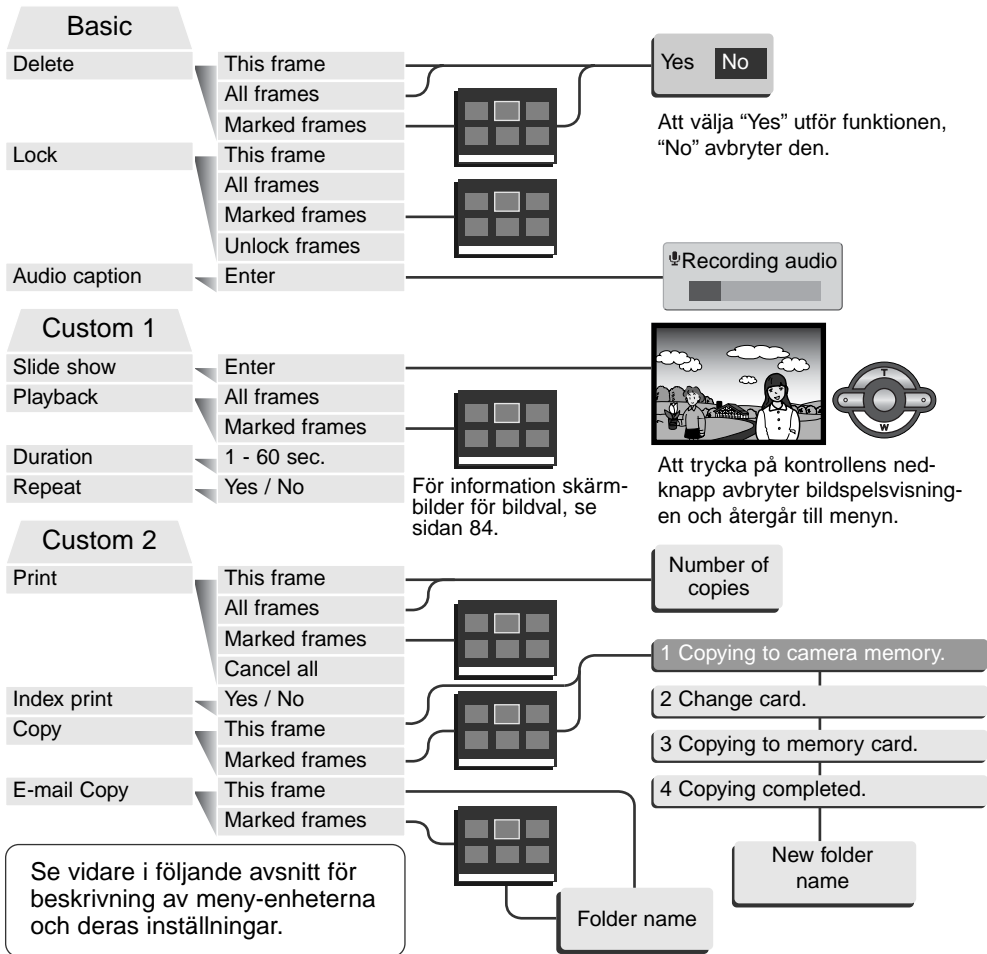 Basic
Delete
This frame
All frames
Marked frames
Yes No
Att välja “Yes” utför funktionen,
“No” avbryter den.
Lock
This frame
All frames
Marked frames
Unlock frames
Audio caption
Enter
Recording audio
Custom 1
Slide show
Enter
Playback
All frames
Marked frames
Duration
1 - 60 sec.
Repeat
Yes / No
För information skärm-
bilder för bildval, se
sidan 84.
T
W
Att trycka på kontrollens ned-
knapp avbryter bildspelsvisning-
en och återgår till menyn.
Custom 2
Print
This frame
All frames
Marked frames
Cancel all
Number of
copies
Index print
Yes / No
Copy
This frame
Marked frames
1 Copying to camera memory.
2 Change card.
3 Copying to memory card.
4 Copying completed.
New folder
name
E-mail Copy
This frame
Marked frames
Folder name
Se vidare i följande avsnitt för
beskrivning av meny-enheterna
och deras inställningar.